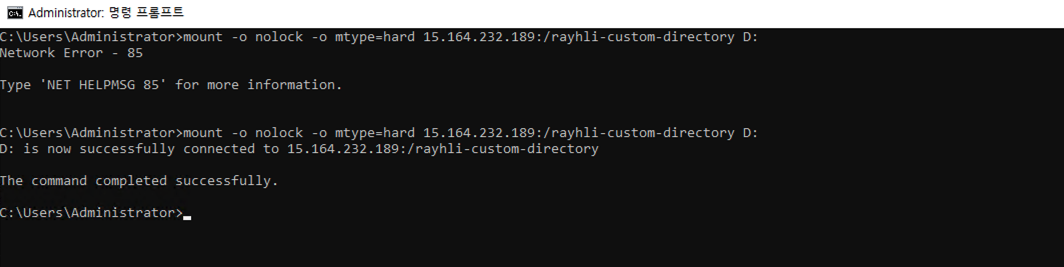 Administrator: 명령 프롬프트
C:\Users\Administrator>mount -o nolock -o mtype=hard 15.164.232.189:/rayhli-custom-directory D:
Network Error - 85
Type 'NET HELPMSG 85' for more information.
C:\Users\Administrator>mount -o nolock -o mtype=hard 15.164.232.189:/rayhli-custom-directory D:
D: is now successfully connected to 15.164.232.189:/rayhli-custom-directory
The command completed successfully.
C:\Users\Administrator>